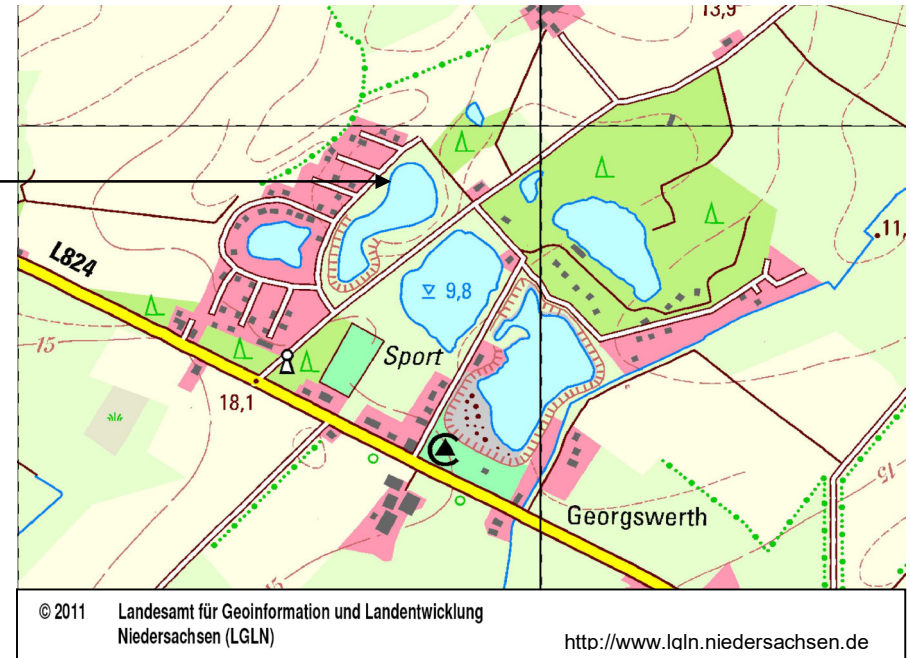 13,9
L824
11,
9,8
15
Sport
18,1
15
Georgswerth
15
© 2011 Landesamt für Geoinformation und Landentwicklung
Niedersachsen (LGLN)
http://www.lgln.niedersachsen.de